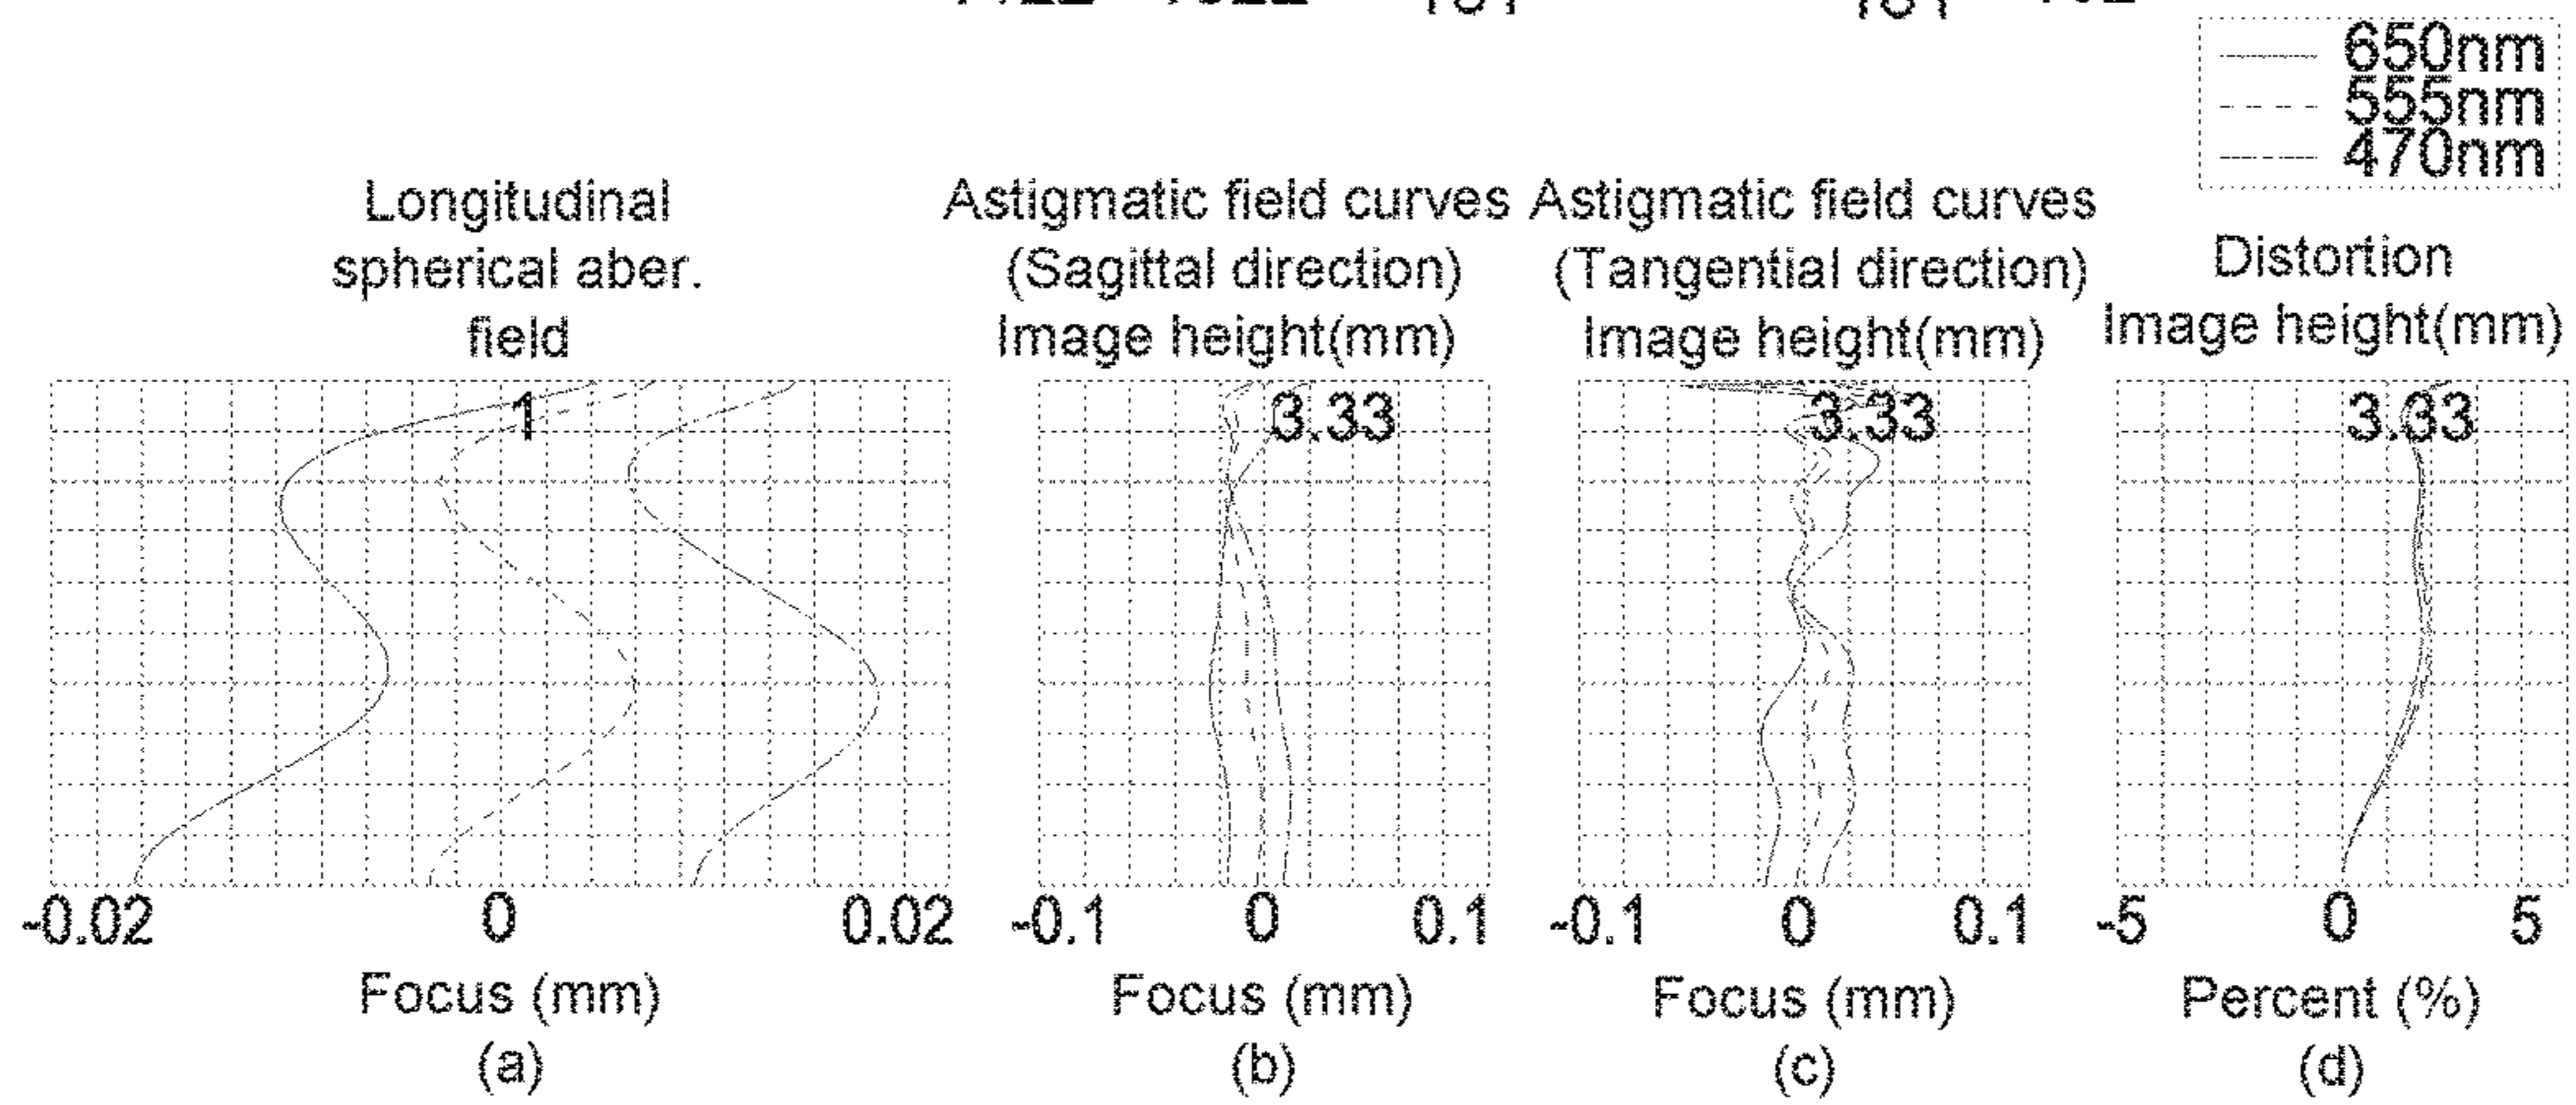 650nm
555nm
470nm
Longitudinal
spherical aber.
field
Astigmatic field curves
(Sagittal direction)
Image height(mm)
Astigmatic field curves
(Tangential direction)
Image height(mm)
Distortion
Image height(mm)
1
3.33
3.33
3.33
-0.02 0 0.02
-0.1 0 0.1
-0.1 0 0.1
-5 0 5
Focus (mm)
Focus (mm)
Focus (mm)
Percent (%)
(a)
(b)
(c)
(d)